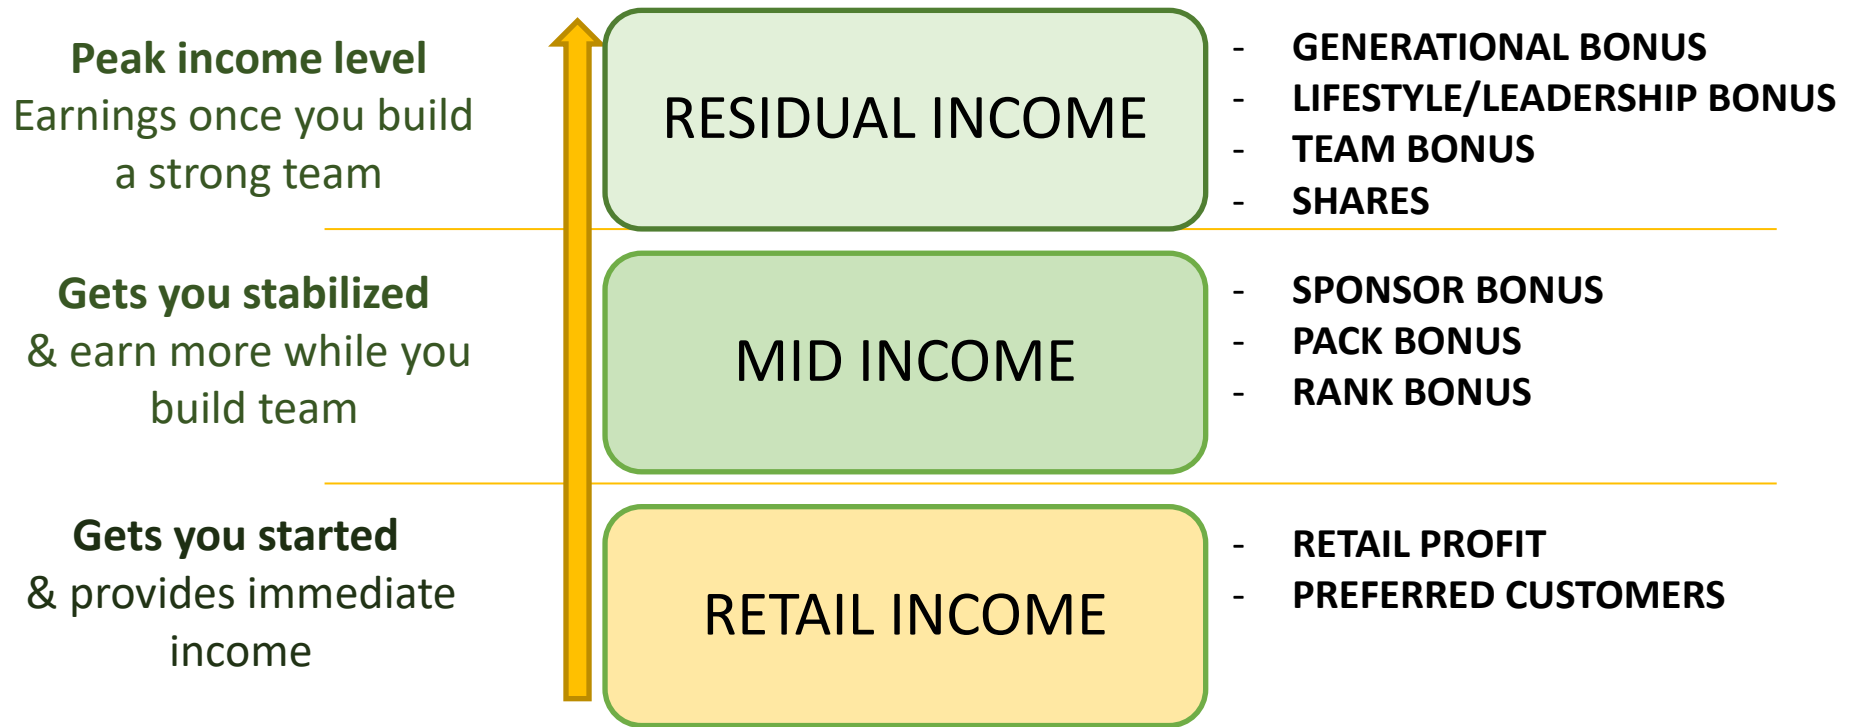 Peak income level
Earnings once you build
a strong team
RESIDUAL INCOME
- GENERATIONAL BONUS
- LIFESTYLE/LEADERSHIP BONUS
- TEAM BONUS
- SHARES
Gets you stabilized
& earn more while you
build team
MID INCOME
- SPONSOR BONUS
- PACK BONUS
- RANK BONUS
Gets you started
& provides immediate
income
RETAIL INCOME
- RETAIL PROFIT
- PREFERRED CUSTOMERS